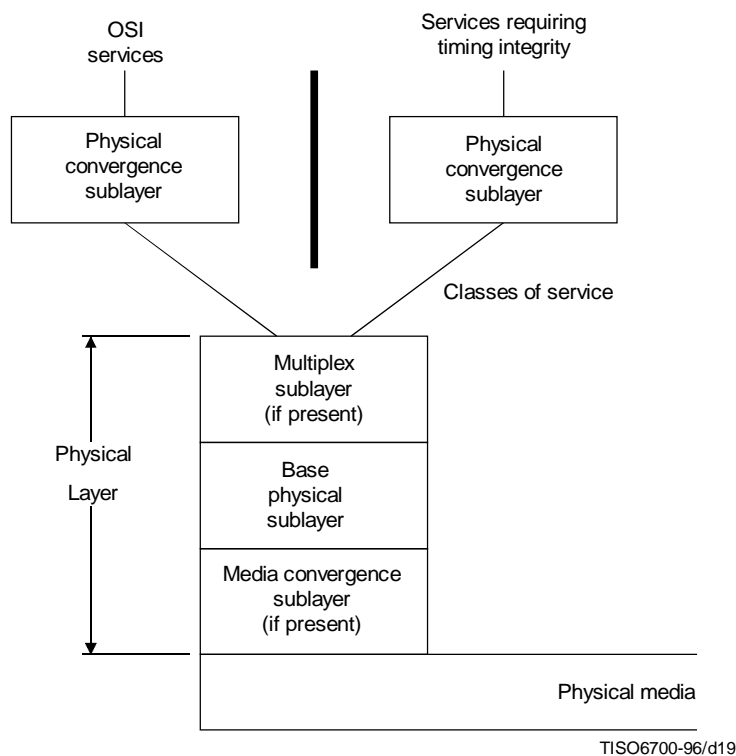 OSI
services
Services requiring
timing integrity
Physical
convergence
sublayer
Physical
convergence
sublayer
Classes of service
Multiplex
sublayer
(if present)
Physical
Layer
Base
physical
sublayer
Media convergence
sublayer
(if present)
Physical media
TISO6700-96/d19